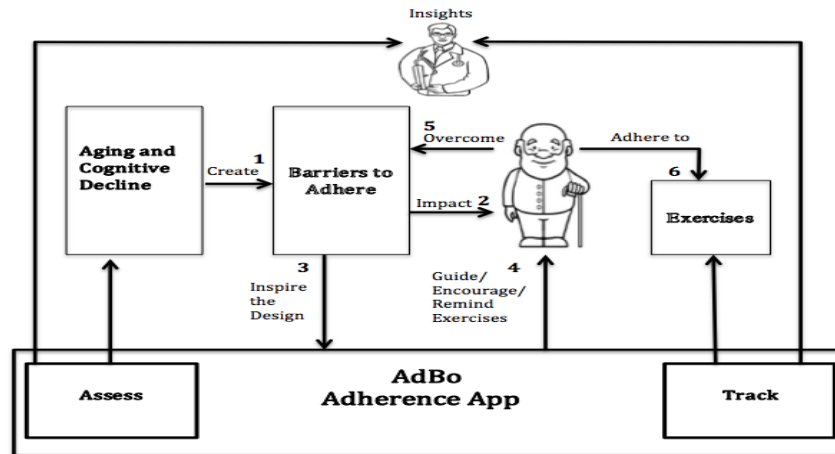 Insights
Aging and
Cognitive
Decline
1
Create
Barriers to
Adhere
5
Overcome
Impact 2
Adhere to
6
Exercises
3
Inspire
the
Design
Guide/ 4
Encourage/
Remind
Exercises
Assess
AdBo
Adherence App
Track